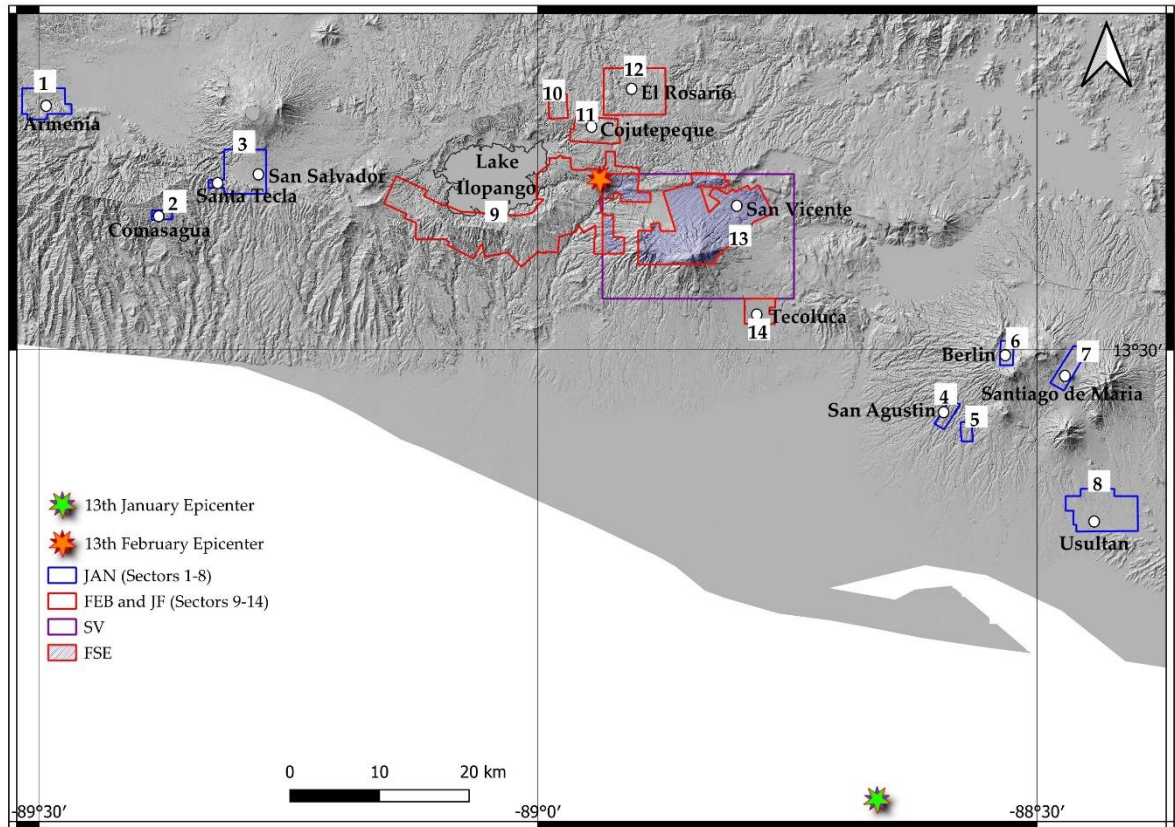 1
Armenia
2
Comasagua
3
San Salvador
Santa Tecla
Lake
Ilopango
9
10
11
Cojutepeque
12
El Rosario
San Vicente
13
Tecoluca
14
Berlin
6
7
Santiago de Maria
San Agustin
4
5
8
Usultan
13°30'
13th January Epicenter
13th February Epicenter
JAN (Sectors 1-8)
FEB and JF (Sectors 9-14)
SV
FSE
0 10 20 km
-89°30' -89°00' -88°30'